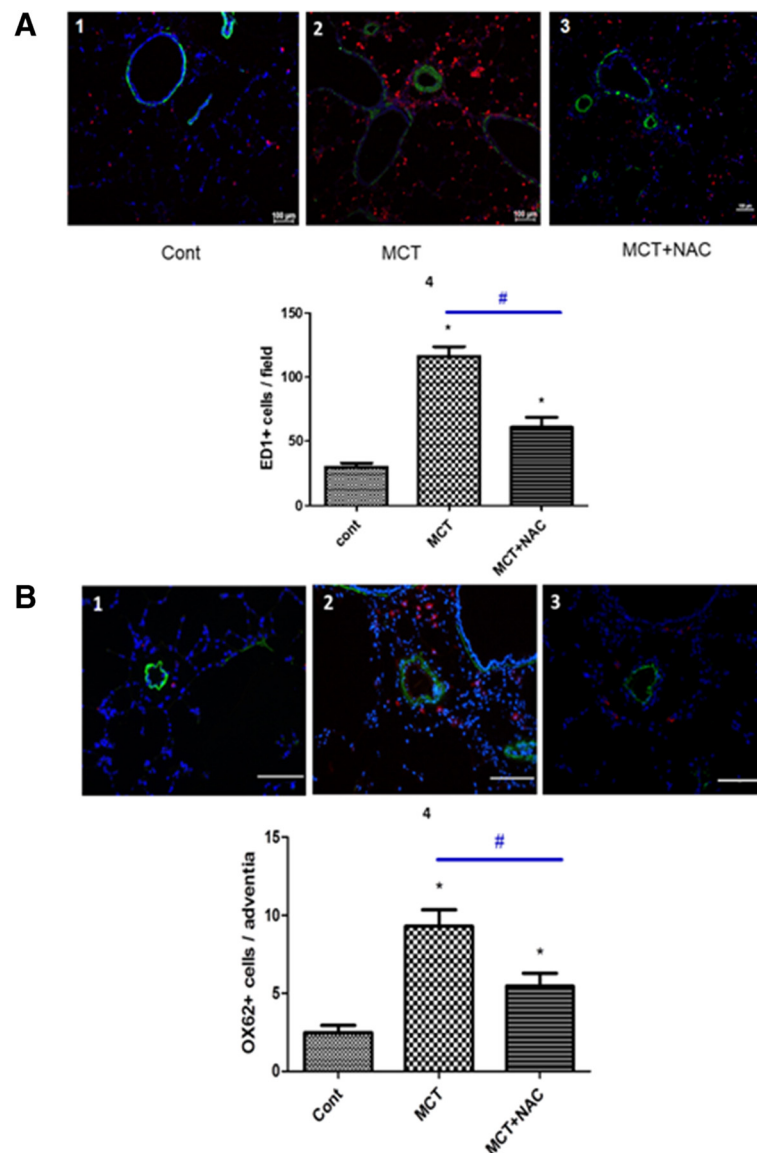 A
1 2 3
100 µm 100 µm 100 µm
Cont MCT MCT+NAC
4
#
150
*
100
*
ED1+ cells / field
50
0
cont MCT MCT+NAC
B
1 2 3
4
15
#
*
10
*
OX62+ cells / adventia
5
0
Cont MCT MCT+NAC